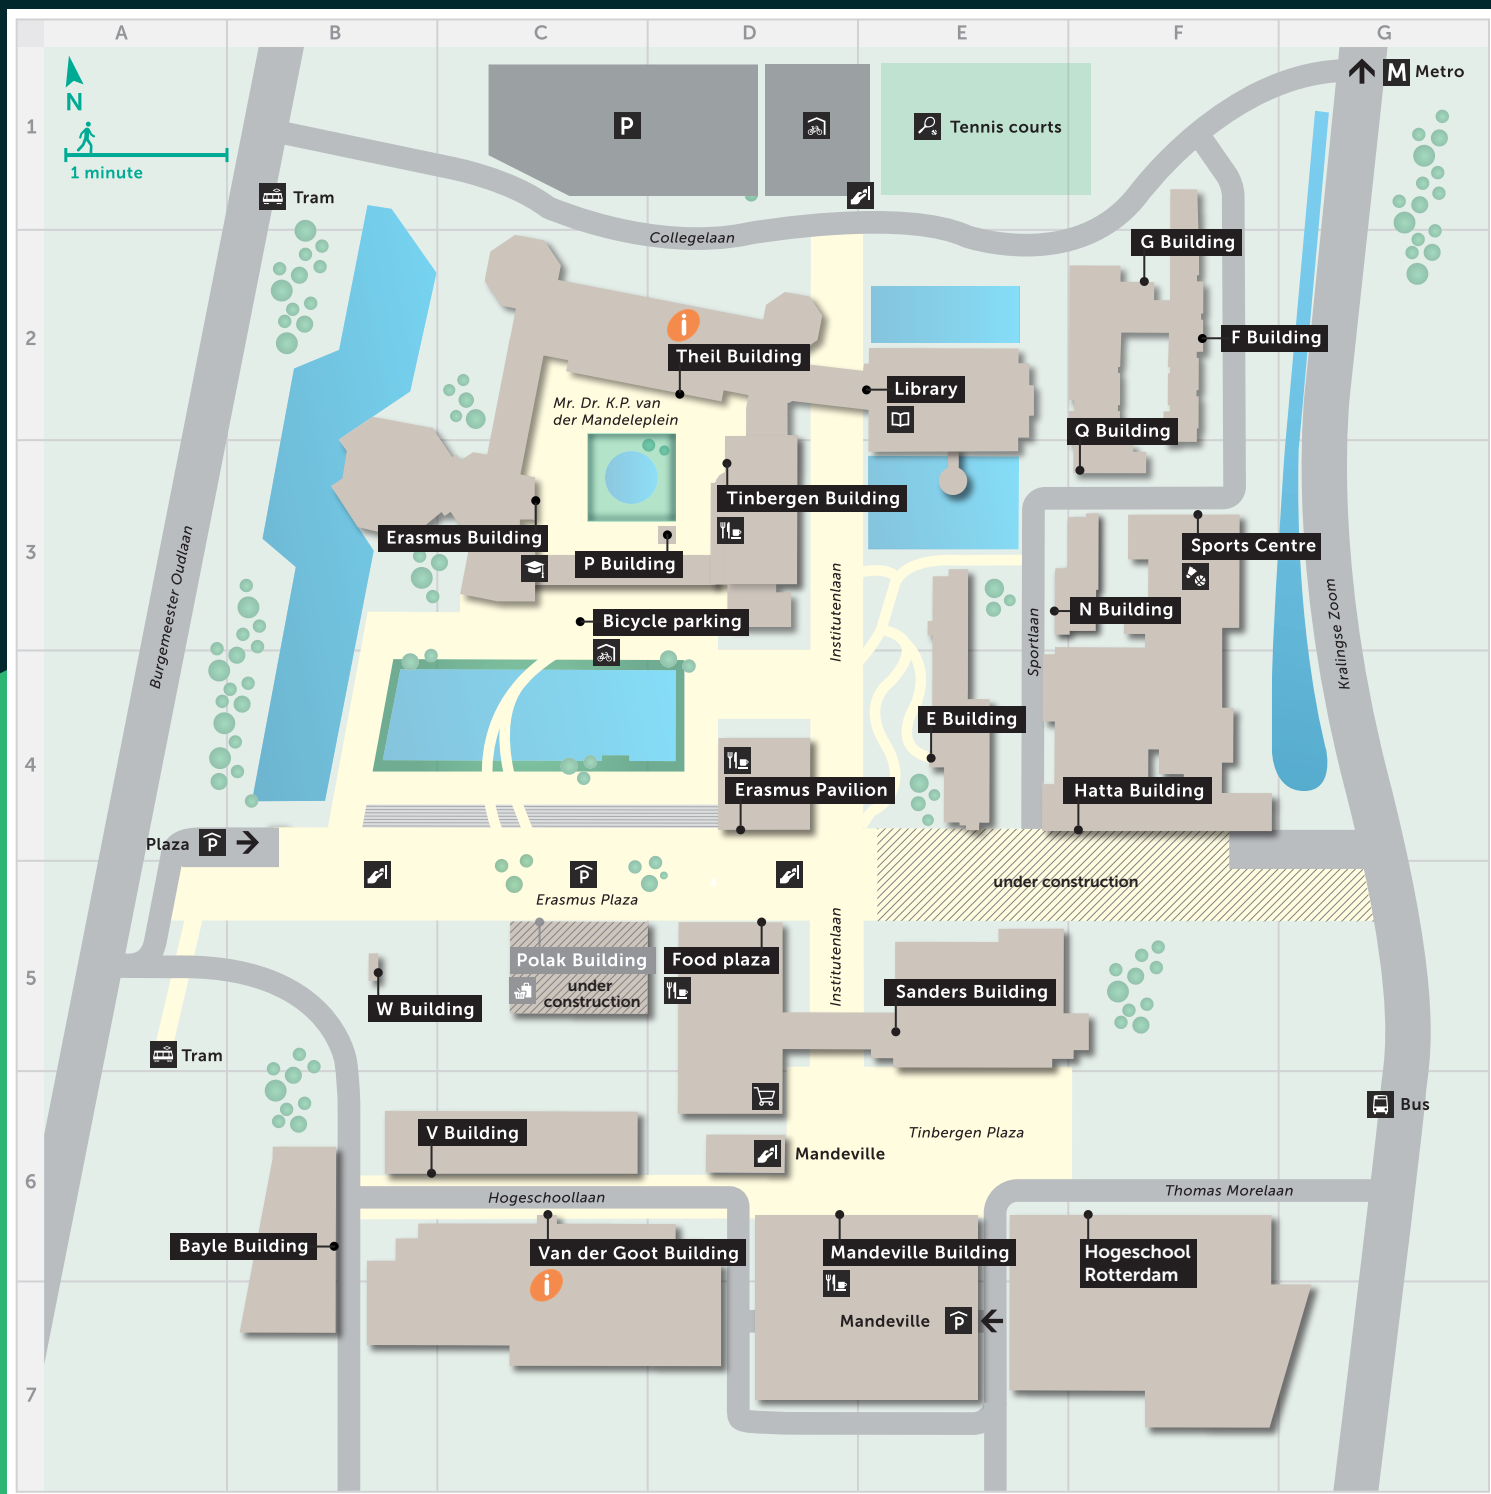 A
B
C
D
E
F
G
N
1 minute
1
P
Tennis courts
M Metro
Tram
Collegelaan
G Building
2
F Building
i
Theil Building
Library
Mr. Dr. K.P. van
der Mandeleplein
Q Building
Tinbergen Building
Erasmus Building
Sports Centre
3
P Building
N Building
Bicycle parking
Burgemeester Oudlaan
Institutenlaan
Sportlaan
Kralingse Zoom
E Building
4
Erasmus Pavilion
Hatta Building
Plaza P
P
under construction
Erasmus Plaza
Institutenlaan
Polak Building
Food plaza
5
under
construction
Sanders Building
W Building
Tram
Bus
V Building
Tinbergen Plaza
Mandeville
6
Hogeschoollaan
Thomas Morelaan
Bayle Building
Van der Goot Building
Mandeville Building
Hogeschool
Rotterdam
i
Mandeville P
7